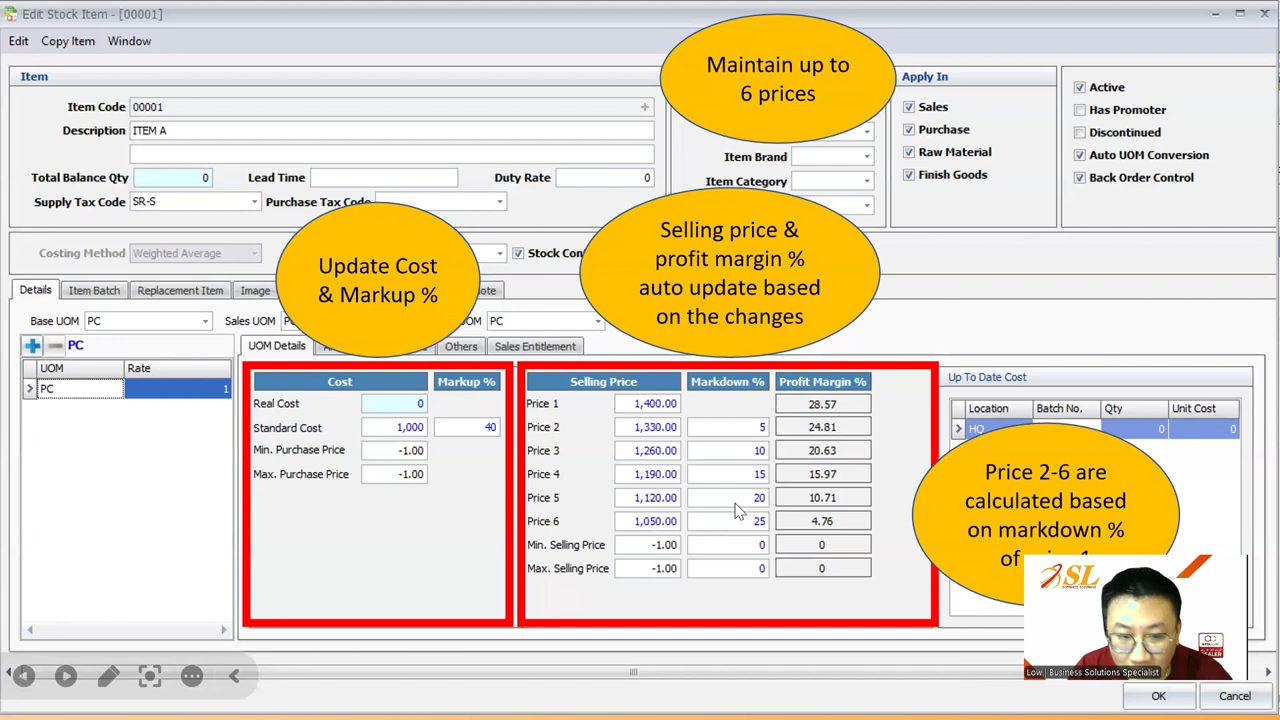 Edit Stock Item - [00001]
Edit Copy Item Window
Item
Item Code 00001
Description ITEM A
Total Balance Qty 0 Lead Time Duty Rate 0
Supply Tax Code SR-S Purchase Tax Code
Item Brand
Item Category
Maintain up to
6 prices
Apply In
Sales
Purchase
Raw Material
Finish Goods
Active
Has Promoter
Discontinued
Auto UOM Conversion
Back Order Control
Costing Method Weighted Average
Update Cost
& Markup %
Selling price &
profit margin %
auto update based
on the changes
Details Item Batch Replacement Item Image
Base UOM PC Sales UOM PC
UOM Details Others Sales Entitlement
PC
UOM Rate
PC 1
Cost Markup %
Real Cost 0
Standard Cost 1,000 40
Min. Purchase Price -1.00
Max. Purchase Price -1.00
Selling Price Markdown % Profit Margin %
Price 1 1,400.00 28.57
Price 2 1,330.00 5 24.81
Price 3 1,260.00 10 20.63
Price 4 1,190.00 15 15.97
Price 5 1,120.00 20 10.71
Price 6 1,050.00 25 4.76
Min. Selling Price -1.00 0 0
Max. Selling Price -1.00 0 0
Up To Date Cost
Location Batch No. Qty Unit Cost
HQ 0 0
Price 2-6 are
calculated based
on markdown %
SL
Low | Business Solutions Specialist
OK Cancel